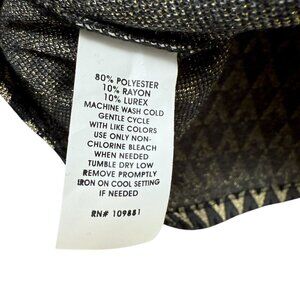 80% POLYESTER
10% RAYON
10% LUREX
MACHINE WASH COLD
GENTLE CYCLE
WITH LIKE COLORS
USE ONLY NON-
CHLORINE BLEACH
WHEN NEEDED
TUMBLE DRY LOW
REMOVE PROMPTLY
IRON ON COOL SETTING
IF NEEDED
RN# 109881